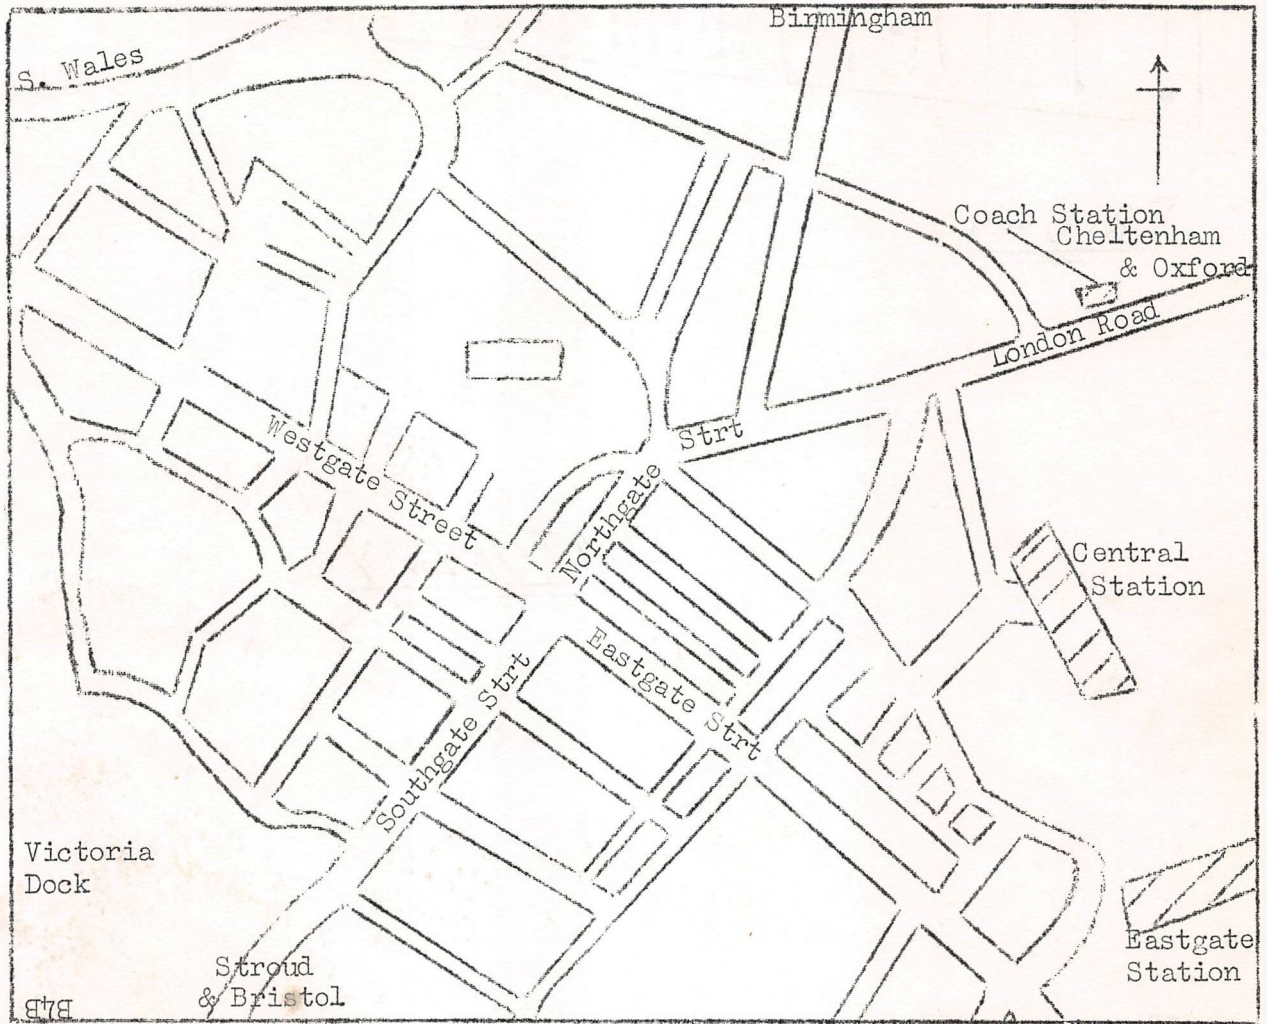 Birmingham
S. Wales
Coach Station
Cheltenham
& Oxford
London Road
Strt
Westgate Street
Northgate
Central
Station
Eastgate Strt
Southgate Strt
Victoria
Dock
Eastgate
Station
Stroud
& Bristol
B4B